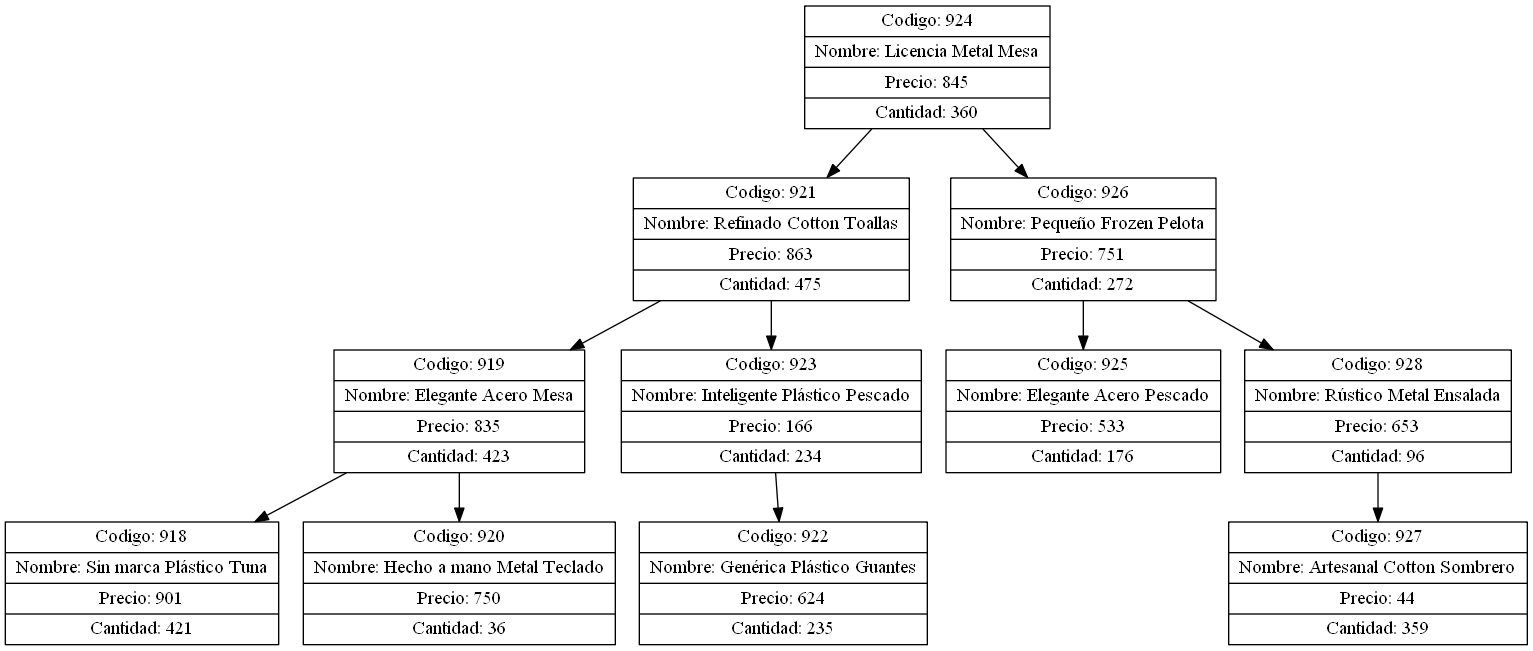 Codigo: 924
Nombre: Licencia Metal Mesa
Precio: 845
Cantidad: 360
Codigo: 921
Nombre: Refinado Cotton Toallas
Precio: 863
Cantidad: 475
Codigo: 926
Nombre: Pequeño Frozen Pelota
Precio: 751
Cantidad: 272
Codigo: 919
Nombre: Elegante Acero Mesa
Precio: 835
Cantidad: 423
Codigo: 923
Nombre: Inteligente Plástico Pescado
Precio: 166
Cantidad: 234
Codigo: 925
Nombre: Elegante Acero Pescado
Precio: 533
Cantidad: 176
Codigo: 928
Nombre: Rústico Metal Ensalada
Precio: 653
Cantidad: 96
Codigo: 918
Nombre: Sin marca Plástico Tuna
Precio: 901
Cantidad: 421
Codigo: 920
Nombre: Hecho a mano Metal Teclado
Precio: 750
Cantidad: 36
Codigo: 922
Nombre: Genérica Plástico Guantes
Precio: 624
Cantidad: 235
Codigo: 927
Nombre: Artesanal Cotton Sombrero
Precio: 44
Cantidad: 359